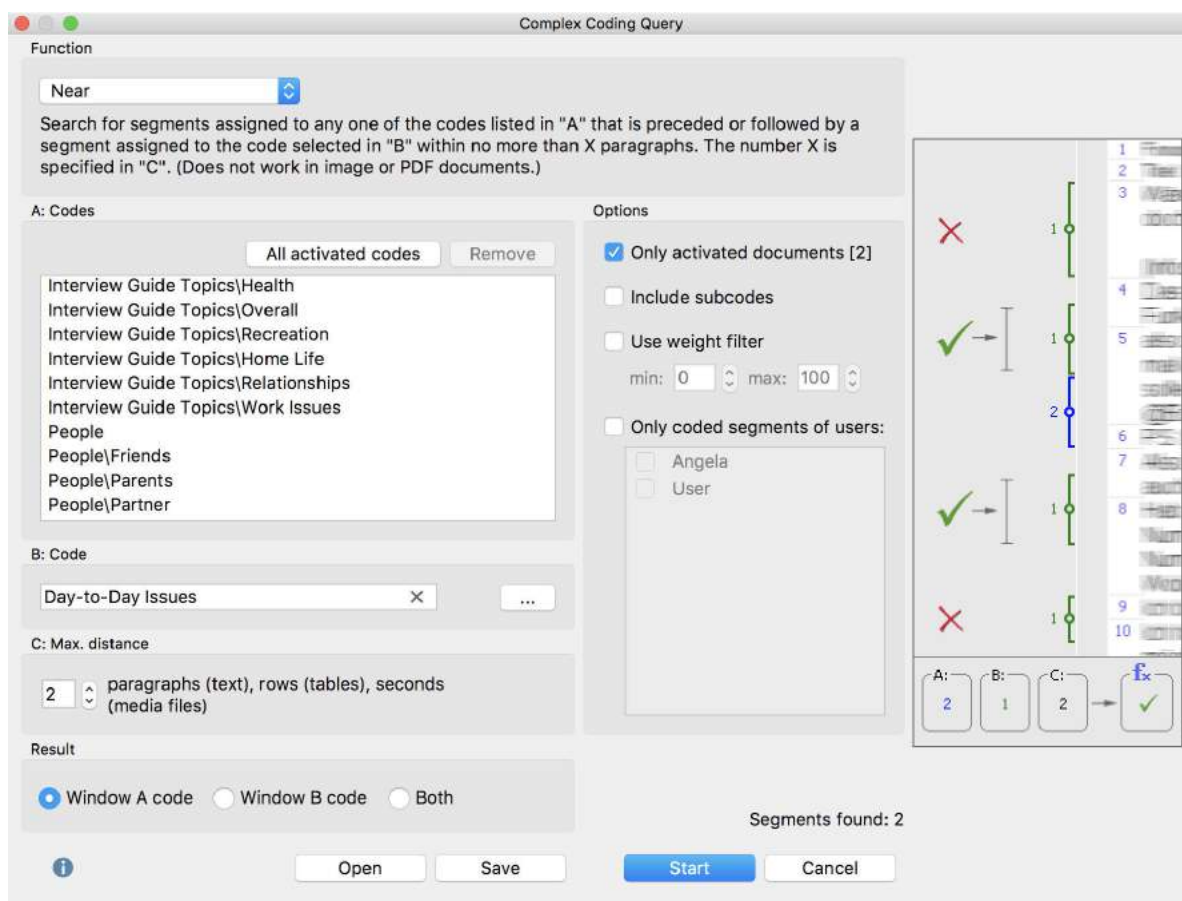 Complex Coding Query
Function
Near
Search for segments assigned to any one of the codes listed in "A" that is preceded or followed by a
segment assigned to the code selected in "B" within no more than X paragraphs. The number X is
specified in "C". (Does not work in image or PDF documents.)
A: Codes
All activated codes Remove
Interview Guide Topics\Health
Interview Guide Topics\Overall
Interview Guide Topics\Recreation
Interview Guide Topics\Home Life
Interview Guide Topics\Relationships
Interview Guide Topics\Work Issues
People
People\Friends
People\Parents
People\Partner
B: Code
Day-to-Day Issues ✕ ...
C: Max. distance
2 paragraphs (text), rows (tables), seconds
(media files)
Result
Window A code Window B code Both
Open Save
Options
Only activated documents [2]
Include subcodes
Use weight filter
min: 0 max: 100
Only coded segments of users:
Angela
User
Segments found: 2
Start Cancel
1
2
3
1
4
1 5
2
6
7
1 8
9
1
10
A: B: C: fx
2 1 2